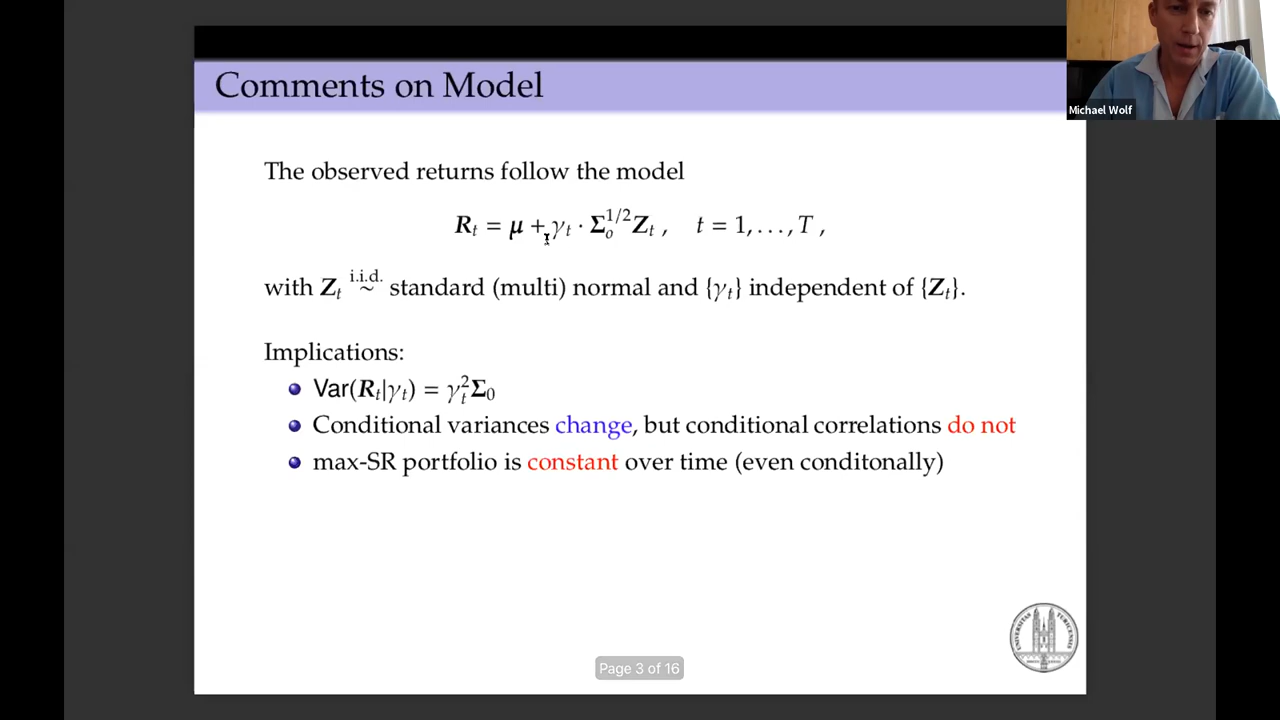 Comments on Model
Michael Wolf
The observed returns follow the model
R_t = μ + γ_t · Σ_o^{1/2} Z_t , t = 1, . . . , T ,
with Z_t i.i.d. ~ standard (multi) normal and {γ_t} independent of {Z_t}.
Implications:
Var(R_t|γ_t) = γ_t^2 Σ_0
Conditional variances change, but conditional correlations do not
max-SR portfolio is constant over time (even conditonally)
Page 3 of 16